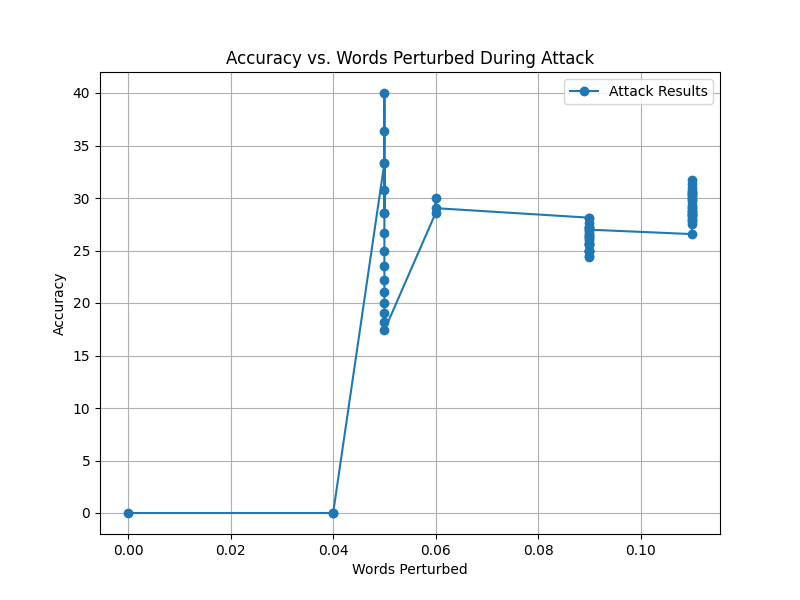 Accuracy vs. Words Perturbed During Attack
Attack Results
40
35
30
25
20
15
10
5
0
Accuracy
0.00 0.02 0.04 0.06 0.08 0.10
Words Perturbed